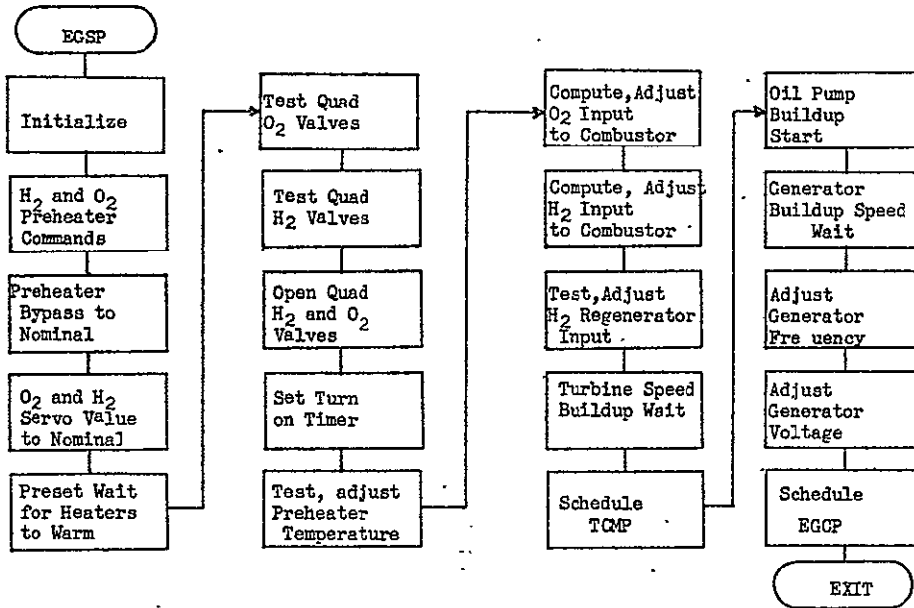 EGSP
Initialize
H2 and O2
Preheater
Commands
Preheater
Bypass to
Nominal
O2 and H2
Servo Value
to Nominal
Preset Wait
for Heaters
to Warm
Test Quad
O2 Valves
Test Quad
H2 Valves
Open Quad
H2 and O2
Valves
Set Turn
on Timer
Test, adjust
Preheater
Temperature
Compute, Adjust
O2 Input
to Combustor
Compute, Adjust
H2 Input
to Combustor
Test, Adjust
H2 Regenerator
Input
Turbine Speed
Buildup Wait
Schedule
TCMP
Oil Pump
Buildup
Start
Generator
Buildup Speed
Wait
Adjust
Generator
Fre uency
Adjust
Generator
Voltage
Schedule
EGCP
EXIT